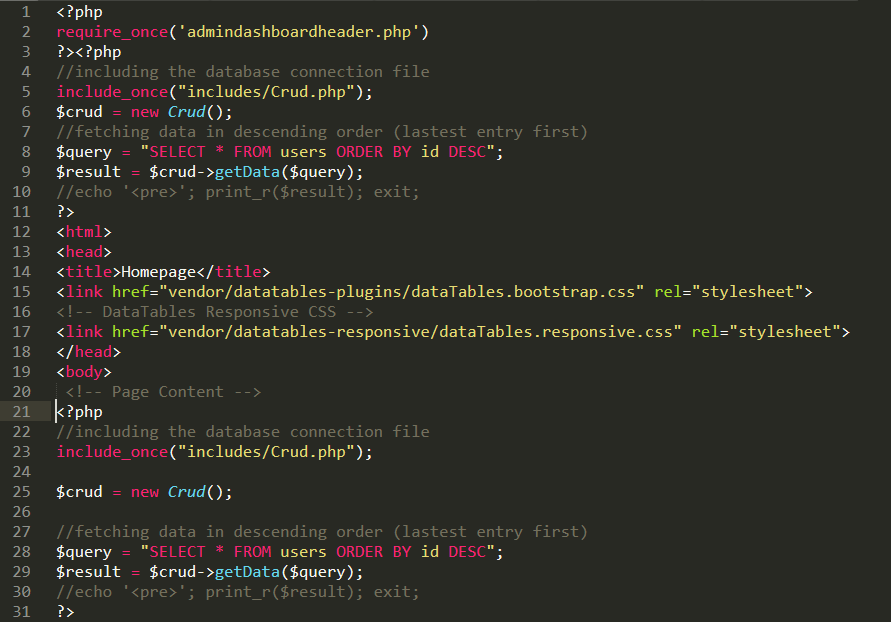 1 <?php
2 require_once('admindashboardheader.php')
3 ?><?php
4 //including the database connection file
5 include_once("includes/Crud.php");
6 $crud = new Crud();
7 //fetching data in descending order (lastest entry first)
8 $query = "SELECT * FROM users ORDER BY id DESC";
9 $result = $crud->getData($query);
10 //echo '<pre>'; print_r($result); exit;
11 ?>
12 <html>
13 <head>
14 <title>Homepage</title>
15 <link href="vendor/datatables-plugins/dataTables.bootstrap.css" rel="stylesheet">
16 <!-- DataTables Responsive CSS -->
17 <link href="vendor/datatables-responsive/dataTables.responsive.css" rel="stylesheet">
18 </head>
19 <body>
20 <!-- Page Content -->
21 <?php
22 //including the database connection file
23 include_once("includes/Crud.php");
24
25 $crud = new Crud();
26
27 //fetching data in descending order (lastest entry first)
28 $query = "SELECT * FROM users ORDER BY id DESC";
29 $result = $crud->getData($query);
30 //echo '<pre>'; print_r($result); exit;
31 ?>